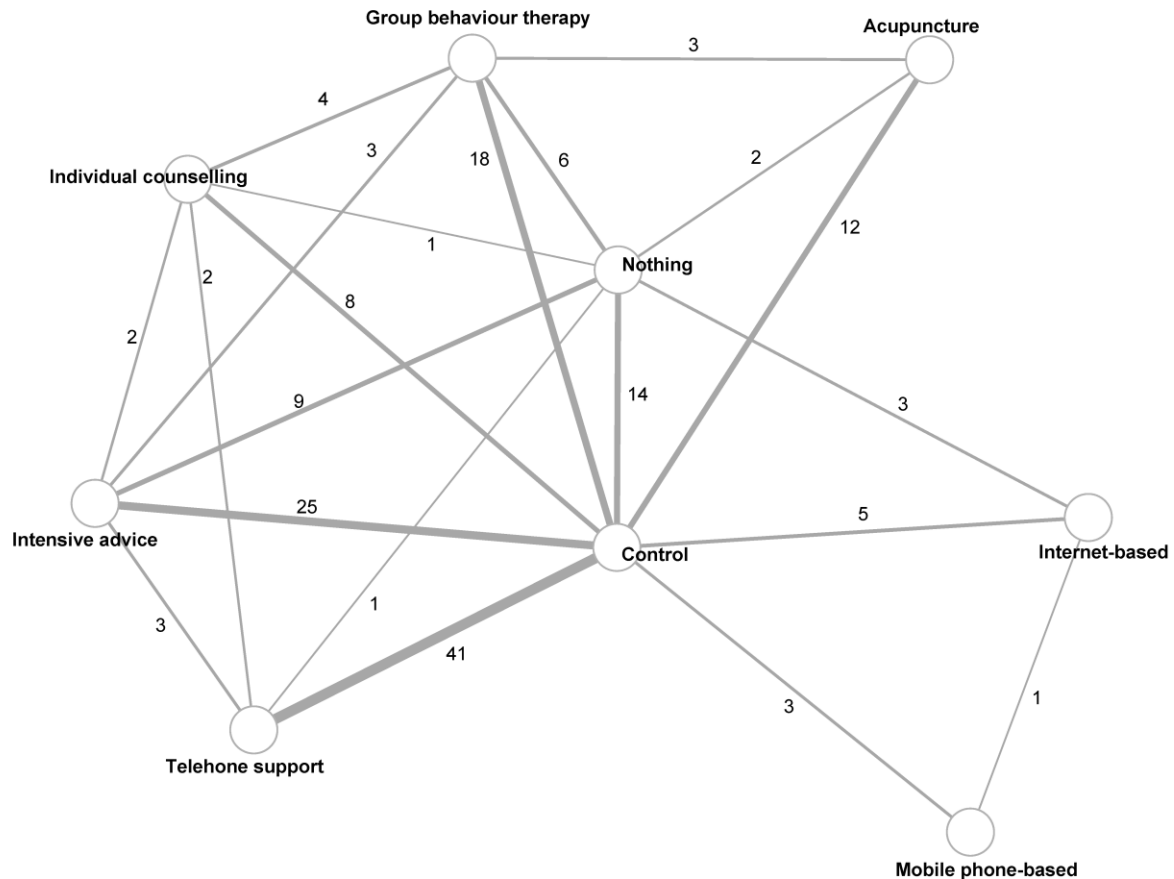 Group behaviour therapy
Acupuncture
3
4
3
18
6
2
Individual counselling
12
1
Nothing
2
8
2
14
9
3
25
5
Intensive advice
Control
Internet-based
1
3
41
1
3
Telehone support
Mobile phone-based